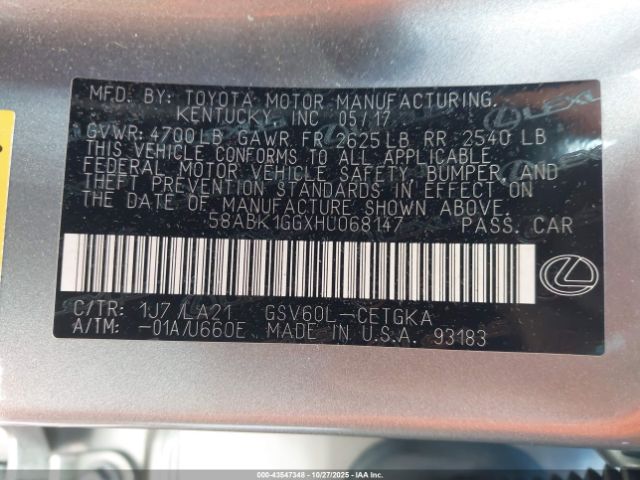 MFD. BY: TOYOTA MOTOR MANUFACTURING.
KENTUCKY, INC 05/17
GVWR: 4700LB GAWR FR 2625LB RR 2540 LB
THIS VEHICLE CONFORMS TO ALL APPLICABLE
FEDERAL MOTOR VEHICLE SAFETY, BUMPER, AND
THEFT PREVENTION STANDARDS IN EFFECT ON
THE DATE OF MANUFACTURE SHOWN ABOVE.
58ABK1GGXHU068147 PASS. CAR
C/TR: 1J7 /LA21 GSV60L-CETGKA
A/TM: -01A/U660E MADE IN U.S.A. 93183
000-43547348 - 10/27/2025 - IAAI.COM